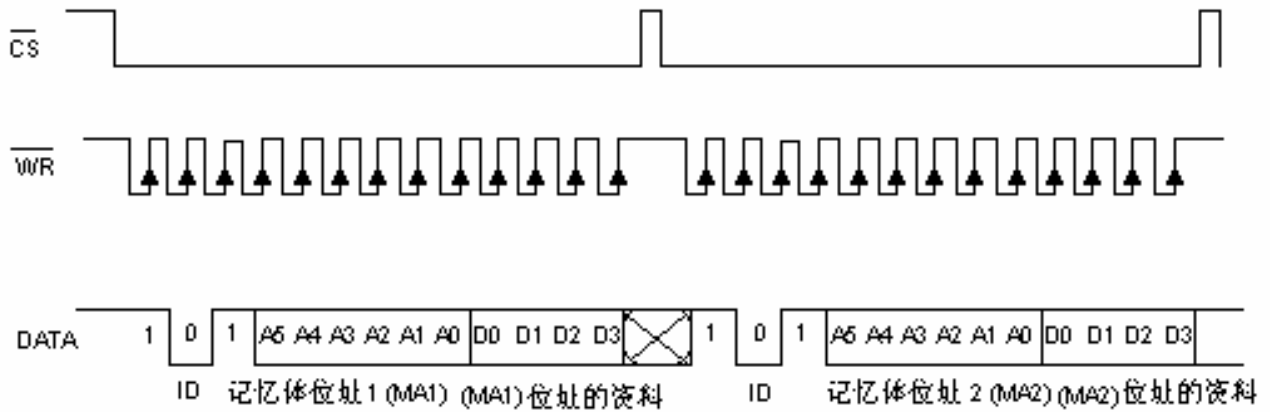 CS
WR
DATA 1 0 1 A5 A4 A3 A2 A1 A0 D0 D1 D2 D3 1 0 1 A5 A4 A3 A2 A1 A0 D0 D1 D2 D3
ID 记忆体位址1 (MA1) (MA1) 位址的资料 ID 记忆体位址 2 (MA2) (MA2) 位址的资料